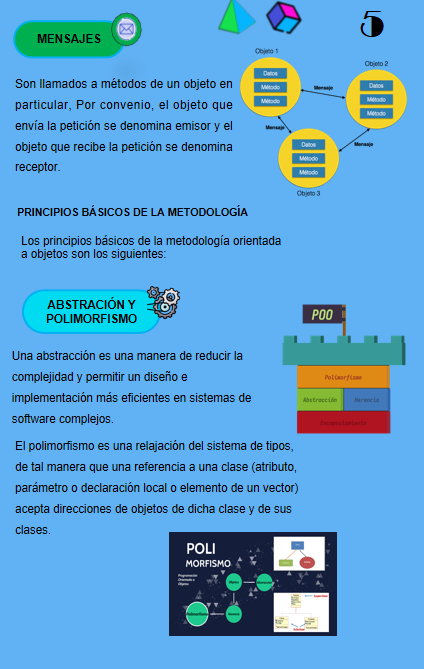 MENSAJES
5
Son llamados a métodos de un objeto en
particular, Por convenio, el objeto que
envía la petición se denomina emisor y el
objeto que recibe la petición se denomina
receptor.
Objeto 1
Datos
Método
Método
Mensaje
Objeto 2
Datos
Método
Método
Mensaje
Mensaje
Datos
Método
Método
Objeto 3
PRINCIPIOS BÁSICOS DE LA METODOLOGÍA
Los principios básicos de la metodología orientada
a objetos son los siguientes:
ABSTRACIÓN Y
POLIMORFISMO
POO
Polimorfismo
Abstracción
Herencia
Encapsulamiento
Una abstracción es una manera de reducir la
complejidad y permitir un diseño e
implementación más eficientes en sistemas de
software complejos.
El polimorfismo es una relajación del sistema de tipos,
de tal manera que una referencia a una clase (atributo,
parámetro o declaración local o elemento de un vector)
acepta direcciones de objetos de dicha clase y de sus
clases.
POLI
MORFISMO
Programación
Orientada a
Objetos
Polimorfismo